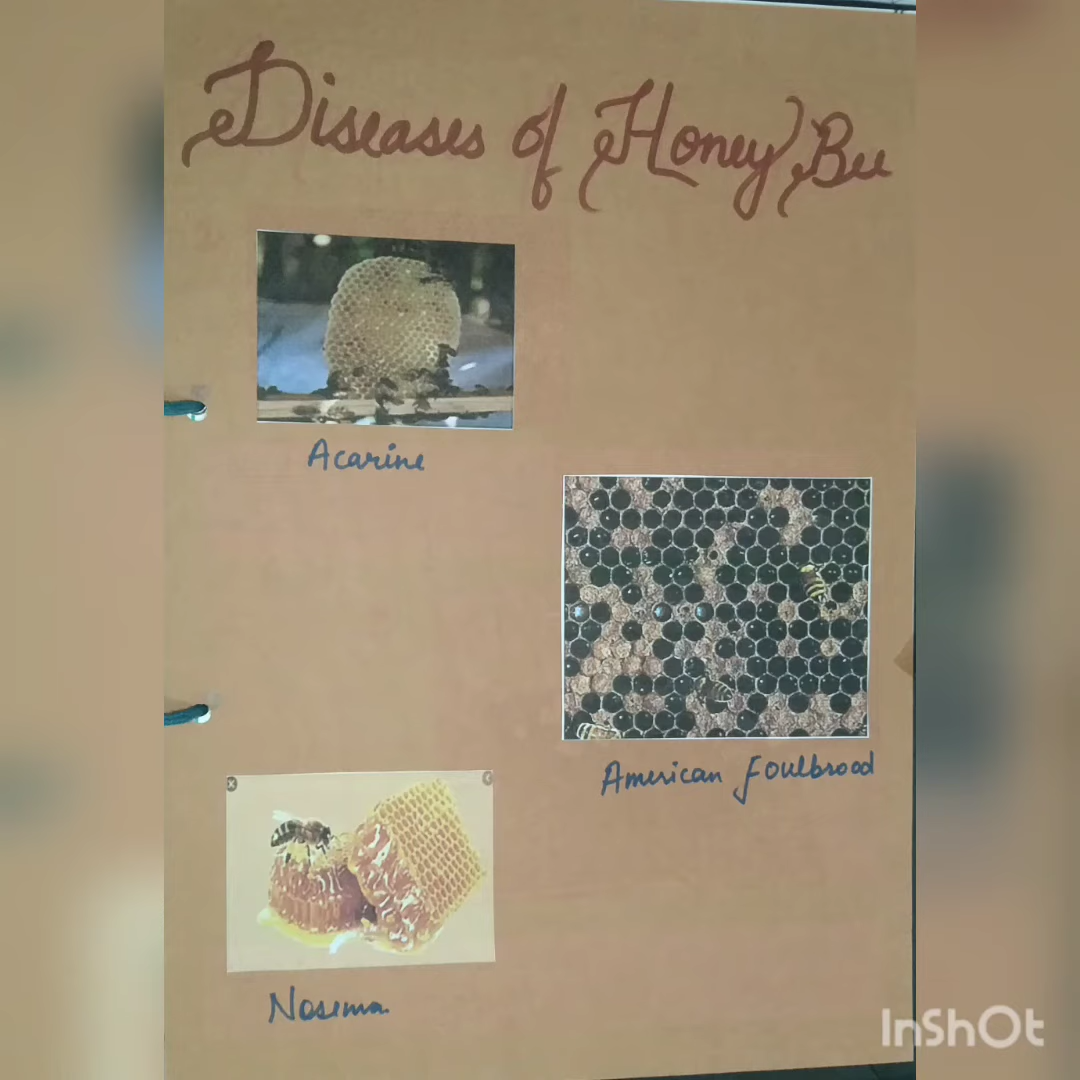 Diseases of Honey Bee
Acarine
American foulbrood
Nosema
InShOt